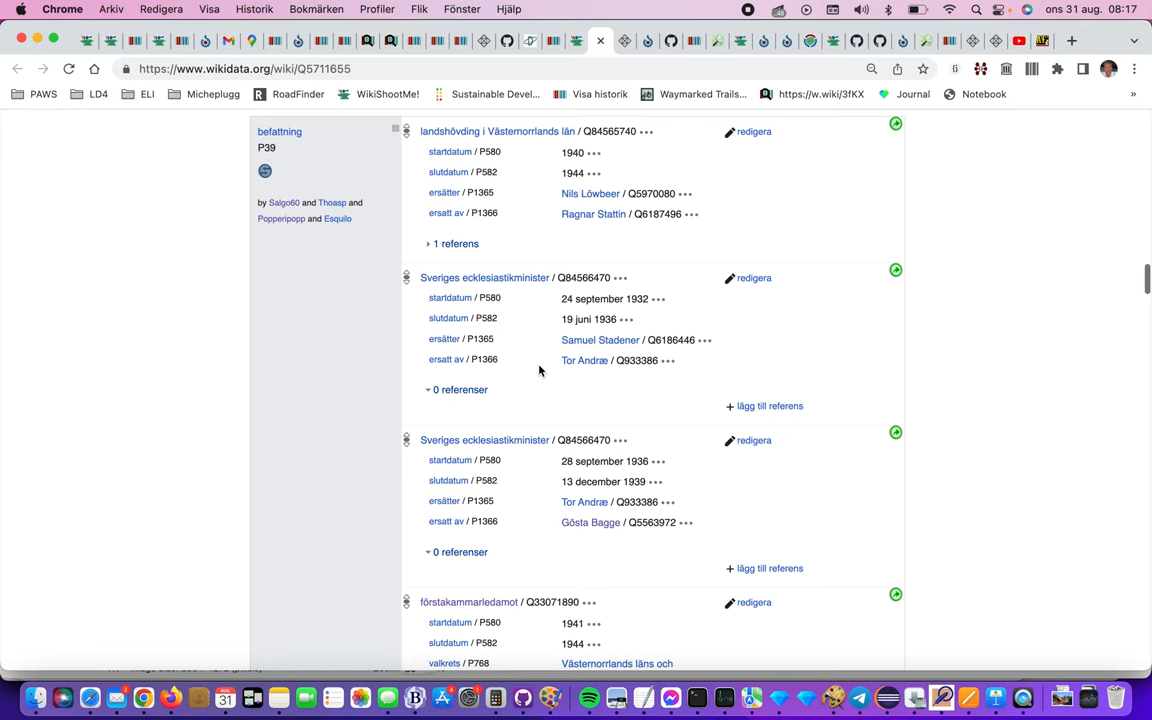 Chrome Arkiv Redigera Visa Historik Bokmärken Profiler Flik Fönster Hjälp ons 31 aug. 08:17
https://www.wikidata.org/wiki/Q5711655
PAWS LD4 ELI Micheplugg RoadFinder WikiShootMe! Sustainable Devel... Visa historik Waymarked Trails... https://w.wiki/3fKX Journal Notebook »
befattning
P39
by Salgo60 and Thoasp and
Popperipopp and Esquilo
landshövding i Västernorrlands län / Q84565740
redigera
startdatum / P580 1940
slutdatum / P582 1944
ersätter / P1365 Nils Löwbeer / Q5970080
ersatt av / P1366 Ragnar Stattin / Q6187496
1 referens
Sveriges ecklesiastikminister / Q84566470
redigera
startdatum / P580 24 september 1932
slutdatum / P582 19 juni 1936
ersätter / P1365 Samuel Stadener / Q6186446
ersatt av / P1366 Tor Andræ / Q933386
0 referenser
+ lägg till referens
Sveriges ecklesiastikminister / Q84566470
redigera
startdatum / P580 28 september 1936
slutdatum / P582 13 december 1939
ersätter / P1365 Tor Andræ / Q933386
ersatt av / P1366 Gösta Bagge / Q5563972
0 referenser
+ lägg till referens
förstakammarledamot / Q33071890
redigera
startdatum / P580 1941
slutdatum / P582 1944
valkrets / P768 Västernorrlands läns och